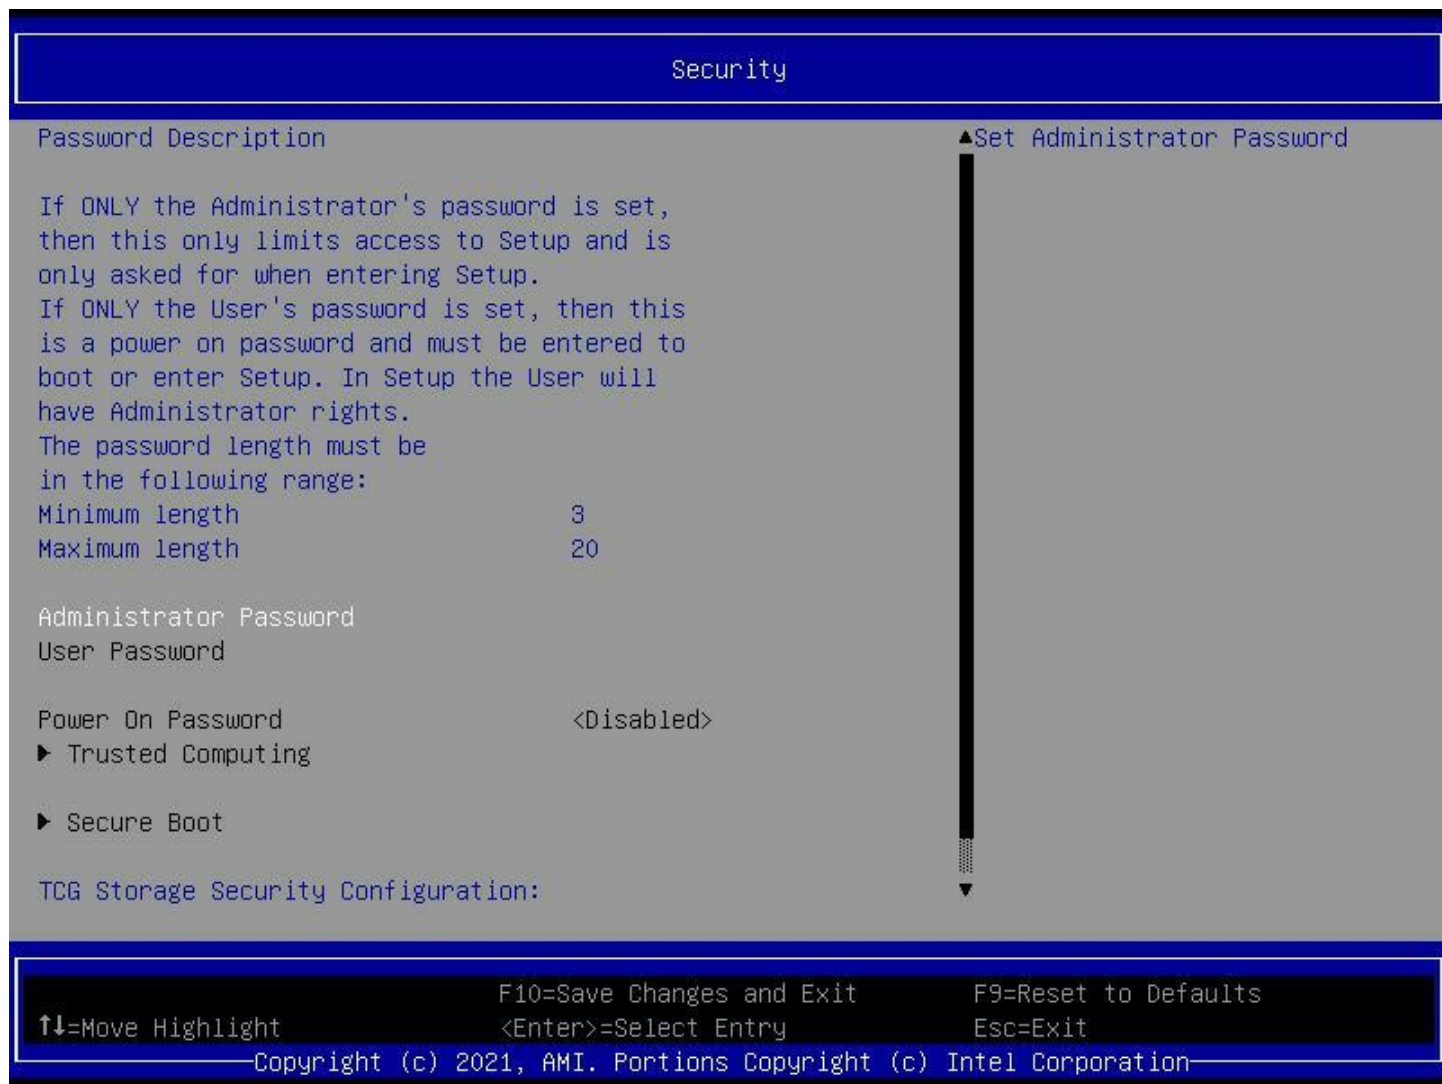 Security
Password Description
▲Set Administrator Password
If ONLY the Administrator's password is set,
then this only limits access to Setup and is
only asked for when entering Setup.
If ONLY the User's password is set, then this
is a power on password and must be entered to
boot or enter Setup. In Setup the User will
have Administrator rights.
The password length must be
in the following range:
Minimum length 3
Maximum length 20
Administrator Password
User Password
Power On Password <Disabled>
▶ Trusted Computing
▶ Secure Boot
TCG Storage Security Configuration:
▼
F10=Save Changes and Exit F9=Reset to Defaults
↑↓=Move Highlight <Enter>=Select Entry Esc=Exit
Copyright (c) 2021, AMI. Portions Copyright (c) Intel Corporation